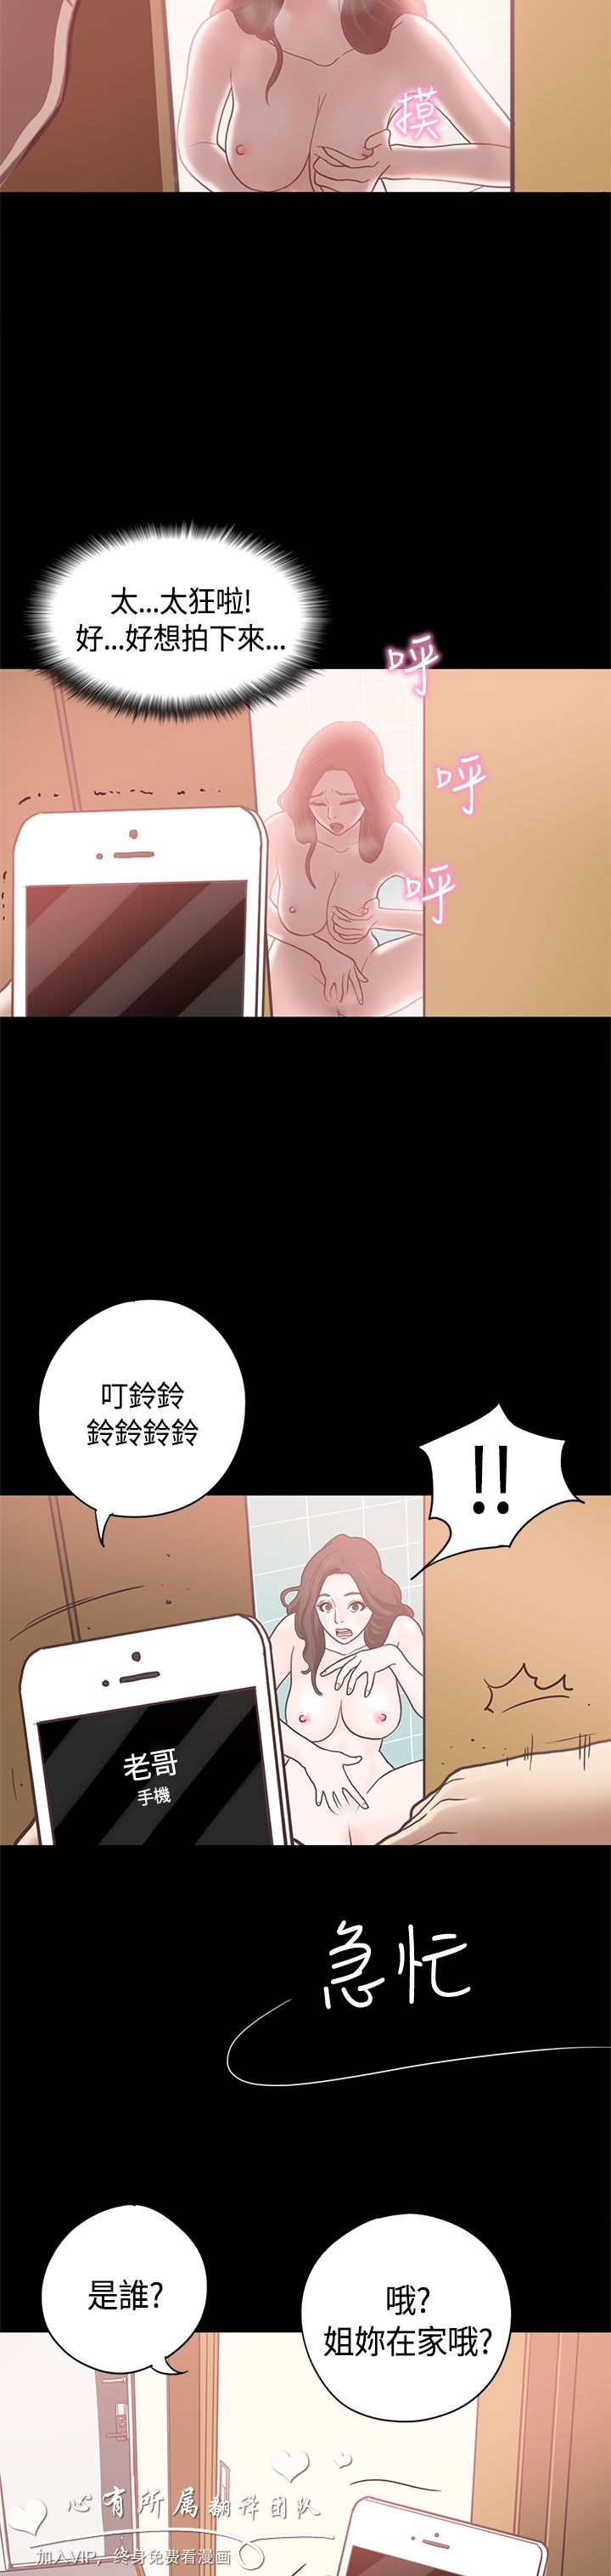 摸
太...太狂啦!
好...好想拍下來...
呼
呼
呼
叮鈴鈴
鈴鈴鈴鈴
!!
老哥
手機
急忙
是誰?
哦?
姐妳在家哦?
心有所属翻译团队
加入VIP，终身免费看漫画